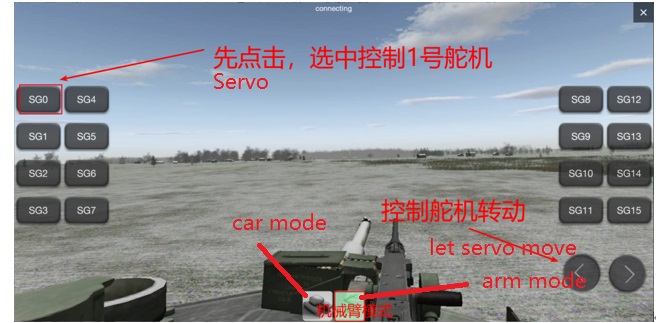 connecting
×
先点击，选中控制1号舵机
Servo
SG0 SG4
SG8 SG12
SG1 SG5
SG9 SG13
SG2 SG6
SG10 SG14
SG3 SG7
SG11 SG15
控制舵机转动
car mode
let servo move
arm mode
机械臂模式